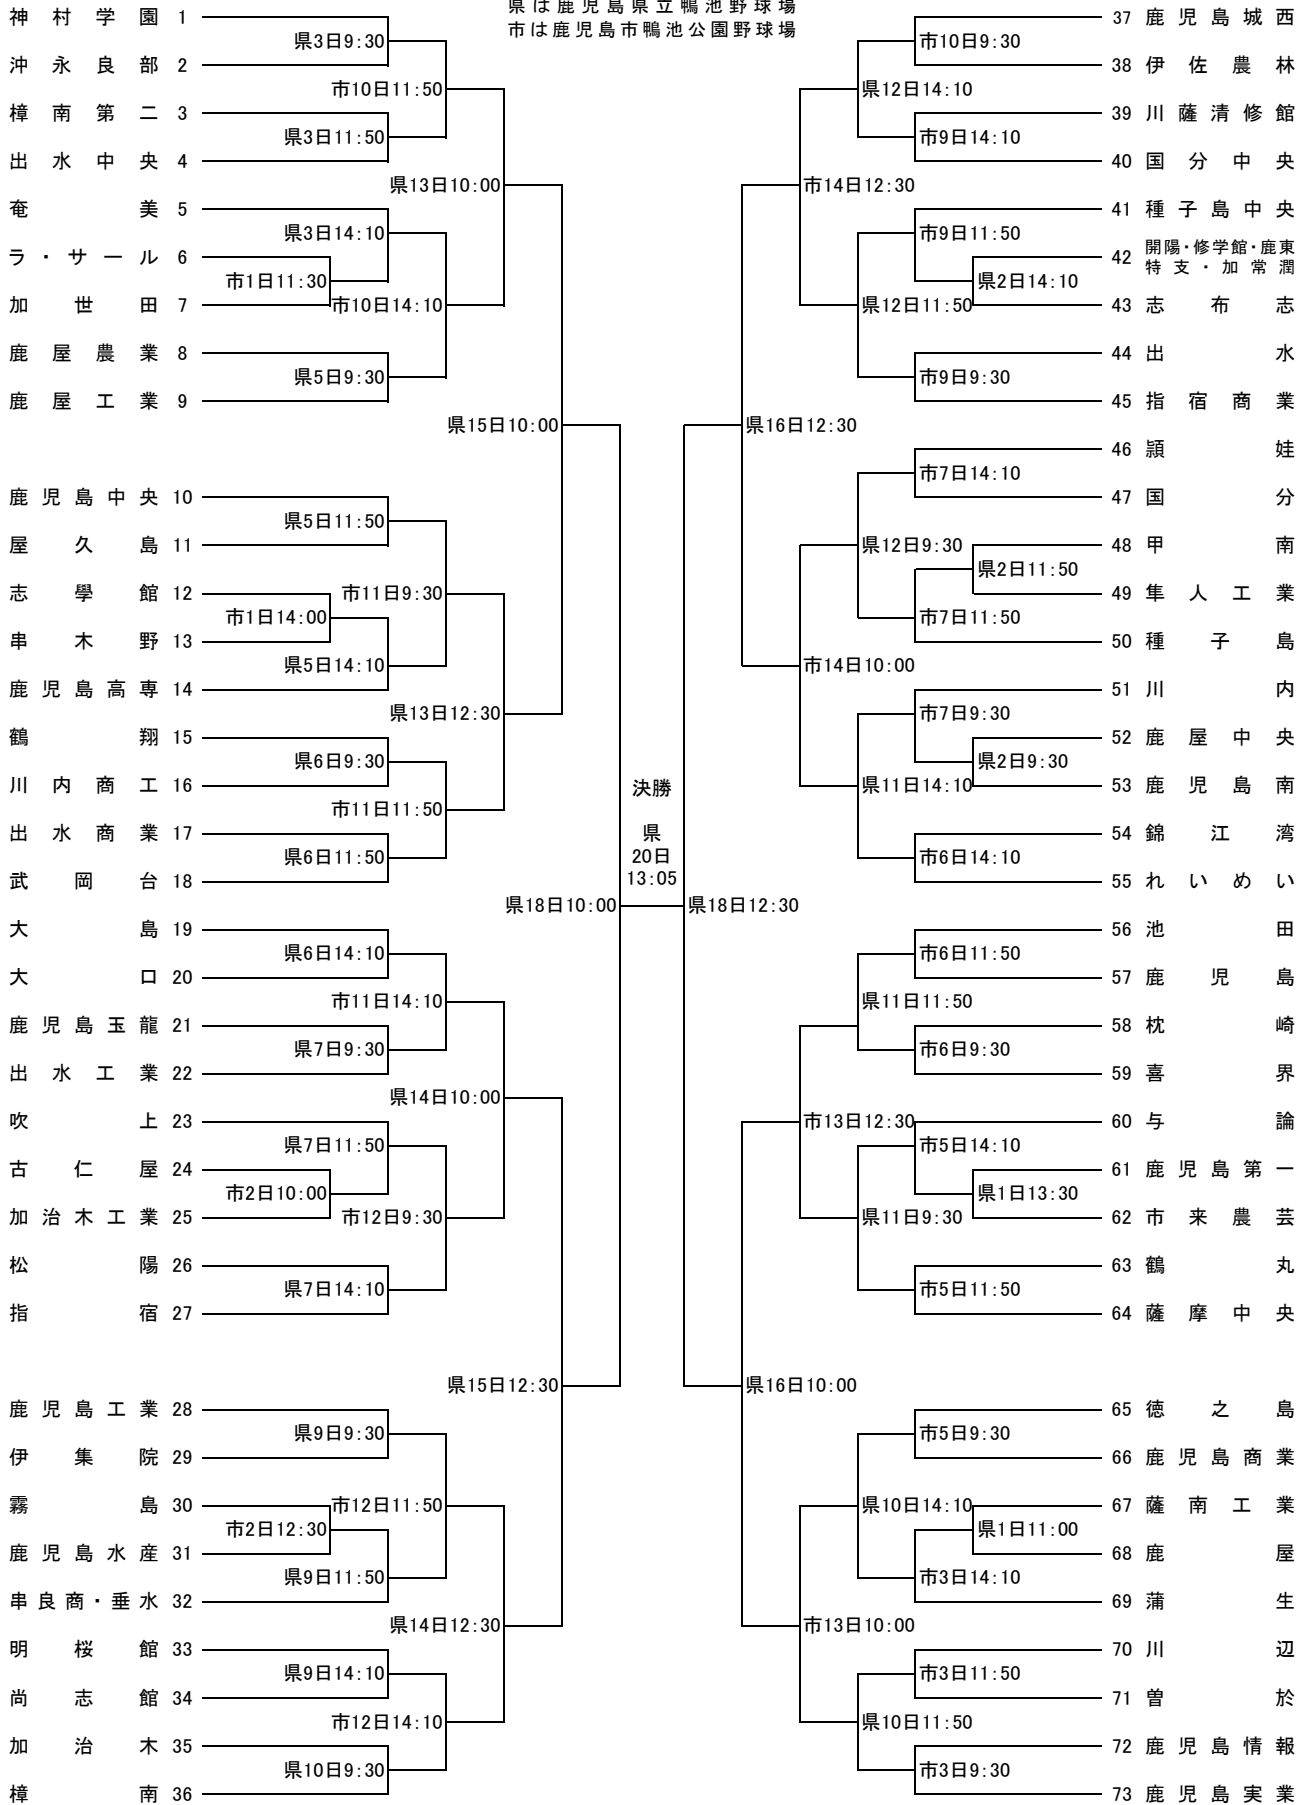 県は鹿児島県立鴨池野球場
市は鹿児島市鴨池公園野球場
神村学園 1
県3日9:30
沖永良部 2
市10日11:50
樟南第二 3
県3日11:50
出水中央 4
県13日10:00
奄美 5
県3日14:10
ラ・サール 6
市1日11:30
加世田 7
市10日14:10
鹿屋農業 8
県5日9:30
鹿屋工業 9
県15日10:00
鹿児島中央 10
県5日11:50
屋久島 11
志學館 12
市11日9:30
市1日14:00
串木野 13
県5日14:10
鹿児島高専 14
県13日12:30
鶴翔 15
県6日9:30
川内商工 16
市11日11:50
出水商業 17
県6日11:50
武岡台 18
県18日10:00
大島 19
県6日14:10
大口 20
市11日14:10
鹿児島玉龍 21
県7日9:30
出水工業 22
県14日10:00
吹上 23
県7日11:50
古仁屋 24
市2日10:00
加治木工業 25
市12日9:30
松陽 26
県7日14:10
指宿 27
県15日12:30
鹿児島工業 28
県9日9:30
伊集院 29
霧島 30
市12日11:50
市2日12:30
鹿児島水産 31
県9日11:50
串良商・垂水 32
県14日12:30
明桜館 33
県9日14:10
尚志館 34
市12日14:10
加治木 35
県10日9:30
樟南 36
決勝
県
20日
13:05
37 鹿児島城西
市10日9:30
38 伊佐農林
県12日14:10
39 川薩清修館
市9日14:10
40 国分中央
市14日12:30
41 種子島中央
市9日11:50
42 開陽・修学館・鹿東
特支・加常潤
県2日14:10
43 志布志
県12日11:50
44 出水
市9日9:30
45 指宿商業
県16日12:30
46 頴娃
市7日14:10
47 国分
48 甲南
県12日9:30
県2日11:50
49 隼人工業
市7日11:50
50 種子島
市14日10:00
51 川内
市7日9:30
52 鹿屋中央
県2日9:30
53 鹿児島南
県11日14:10
54 錦江湾
市6日14:10
55 れいめい
県18日12:30
56 池田
市6日11:50
57 鹿児島
県11日11:50
58 枕崎
市6日9:30
59 喜界
市13日12:30
60 与論
市5日14:10
61 鹿児島第一
県1日13:30
62 市来農芸
県11日9:30
63 鶴丸
市5日11:50
64 薩摩中央
県16日10:00
65 徳之島
市5日9:30
66 鹿児島商業
県10日14:10
67 薩南工業
県1日11:00
68 鹿屋
市3日14:10
69 蒲生
市13日10:00
70 川辺
市3日11:50
71 曽於
県10日11:50
72 鹿児島情報
市3日9:30
73 鹿児島実業